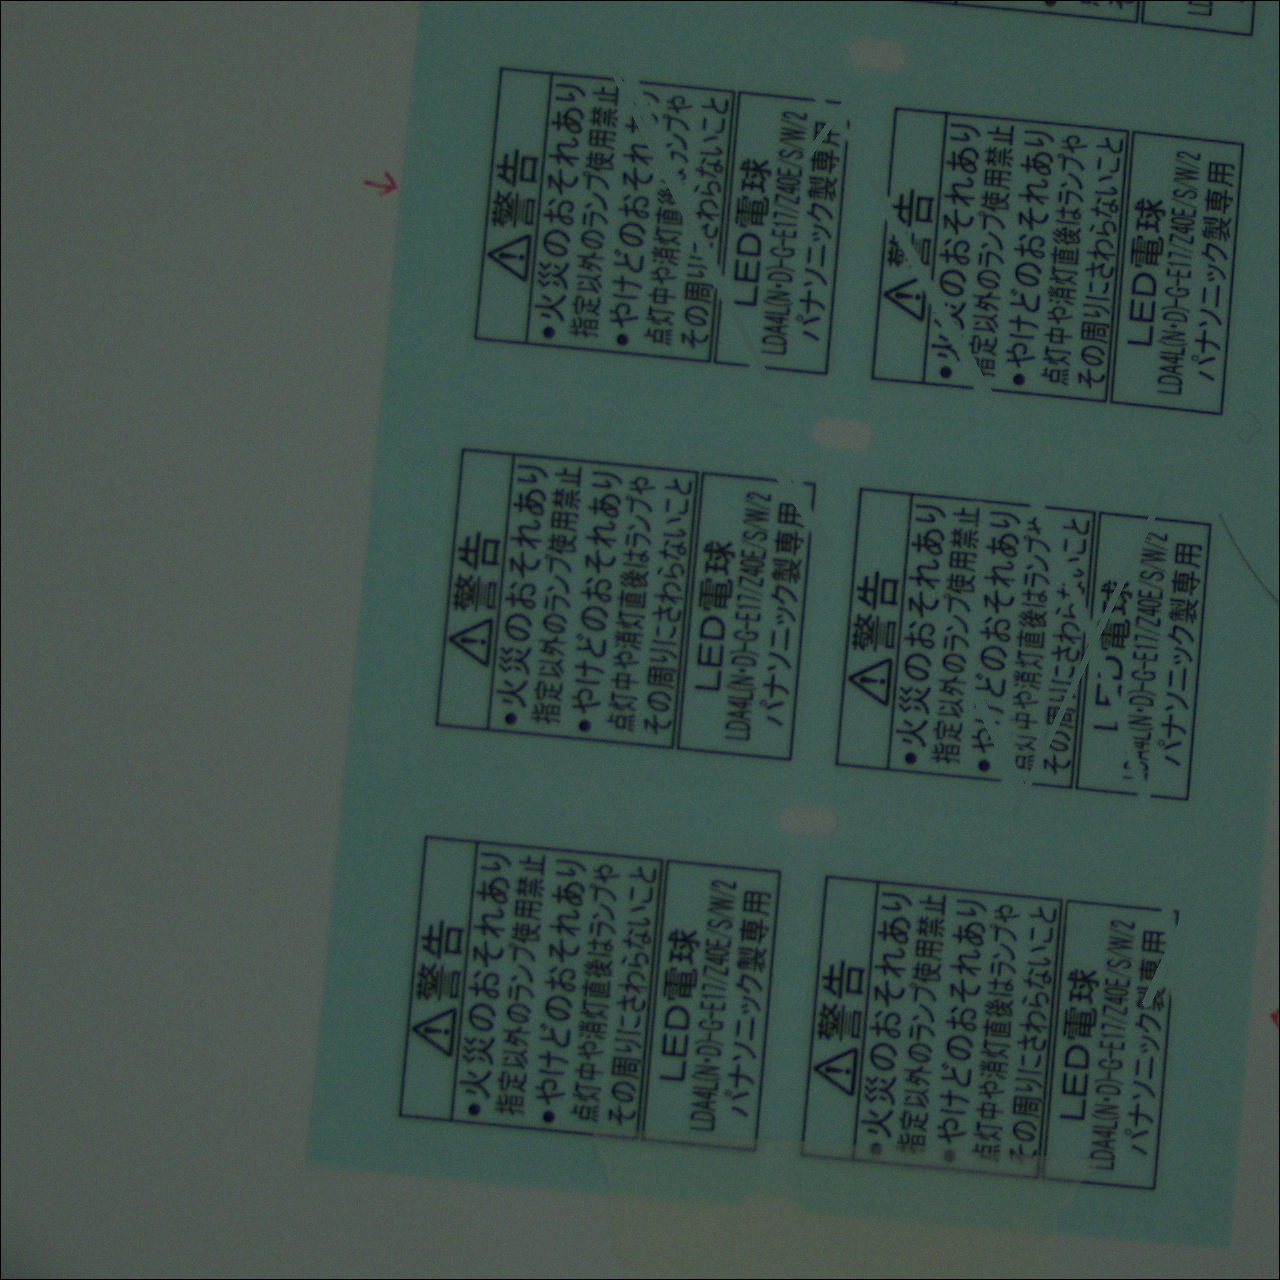 ⚠警告
●火災のおそれあり
指定以外のランプ使用禁止
●やけどのおそれあり
点灯中や消灯直後はランプや
その周りにさわらないこと
LED電球
LDA4L(N・D)-G-E17/Z40E/S/W/2
パナソニック製専用
⚠警告
●火災のおそれあり
指定以外のランプ使用禁止
●やけどのおそれあり
点灯中や消灯直後はランプや
その周りにさわらないこと
LED電球
LDA4L(N・D)-G-E17/Z40E/S/W/2
パナソニック製専用
⚠警告
●火災のおそれあり
指定以外のランプ使用禁止
●やけどのおそれ
点灯中や消灯直後 ンプや
その周り さわらないこと
LED電球
LDA4L(N・D)-G-E17/Z40E/S/W/2
パナソニック製専
⚠警告
●火災のおそれあり
指定以外のランプ使用禁止
●やけどのおそれあり
点灯中や消灯直後はランプや
その周りにさわらないこと
LED電球
LDA4L(N・D)-G-E17/Z40E/S/W/2
パナソニック製専用
⚠警告
●火災のおそれあり
指定以外のランプ使用禁止
●やけどのおそれあり
点灯中や消灯直後はランプや
その周りにさわらないこと
LED電球
LDA4L(N・D)-G-E17/Z40E/S/W/2
パナソニック製専用
⚠警告
●火災のおそれあり
指定以外のランプ使用禁止
●やけどのおそれあり
点灯中や消灯直後はランプや
その周りにさわらないこと
LED電球
LDA4L(N・D)-G-E17/Z40E/S/W/2
パナソニック製専用